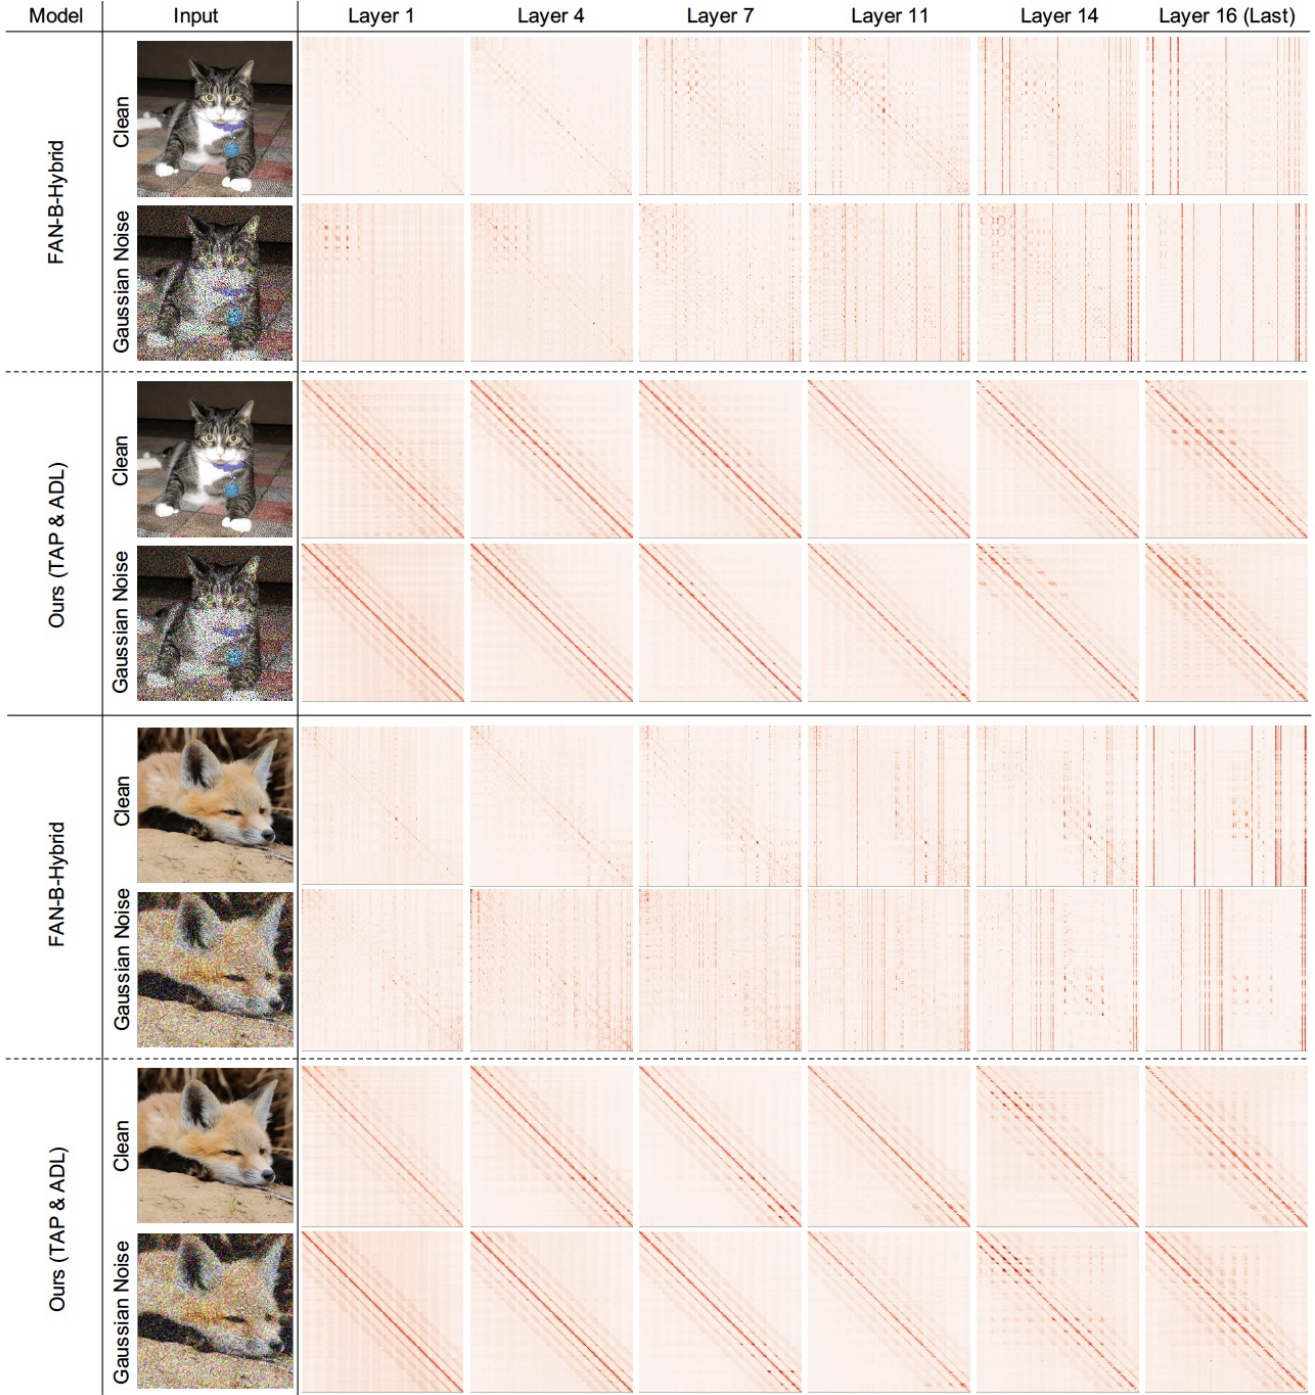 Model Input Layer 1 Layer 4 Layer 7 Layer 11 Layer 14 Layer 16 (Last)
FAN-B-Hybrid
Clean
Gaussian Noise
Ours (TAP & ADL)
Clean
Gaussian Noise
FAN-B-Hybrid
Clean
Gaussian Noise
Ours (TAP & ADL)
Clean
Gaussian Noise